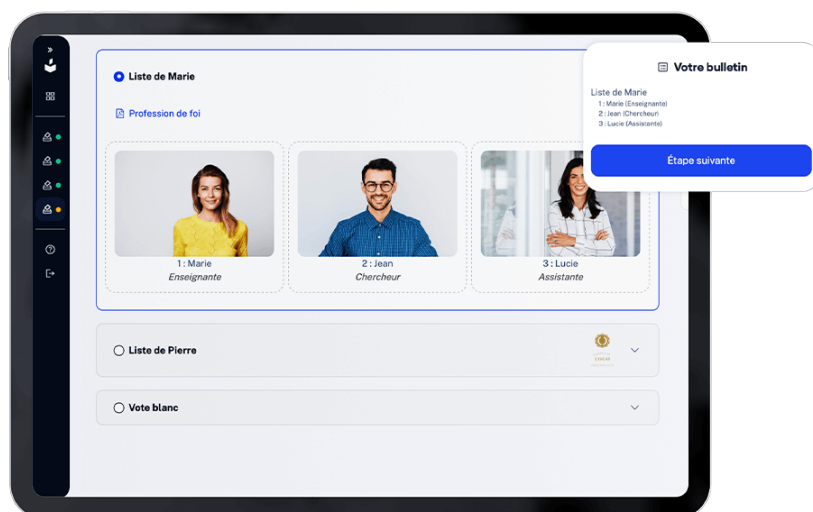 Liste de Marie
Profession de foi
1 : Marie
Enseignante
2 : Jean
Chercheur
3 : Lucie
Assistante
Liste de Pierre
Vote blanc
Votre bulletin
Liste de Marie
1 : Marie (Enseignante)
2 : Jean (Chercheur)
3 : Lucie (Assistante)
Étape suivante